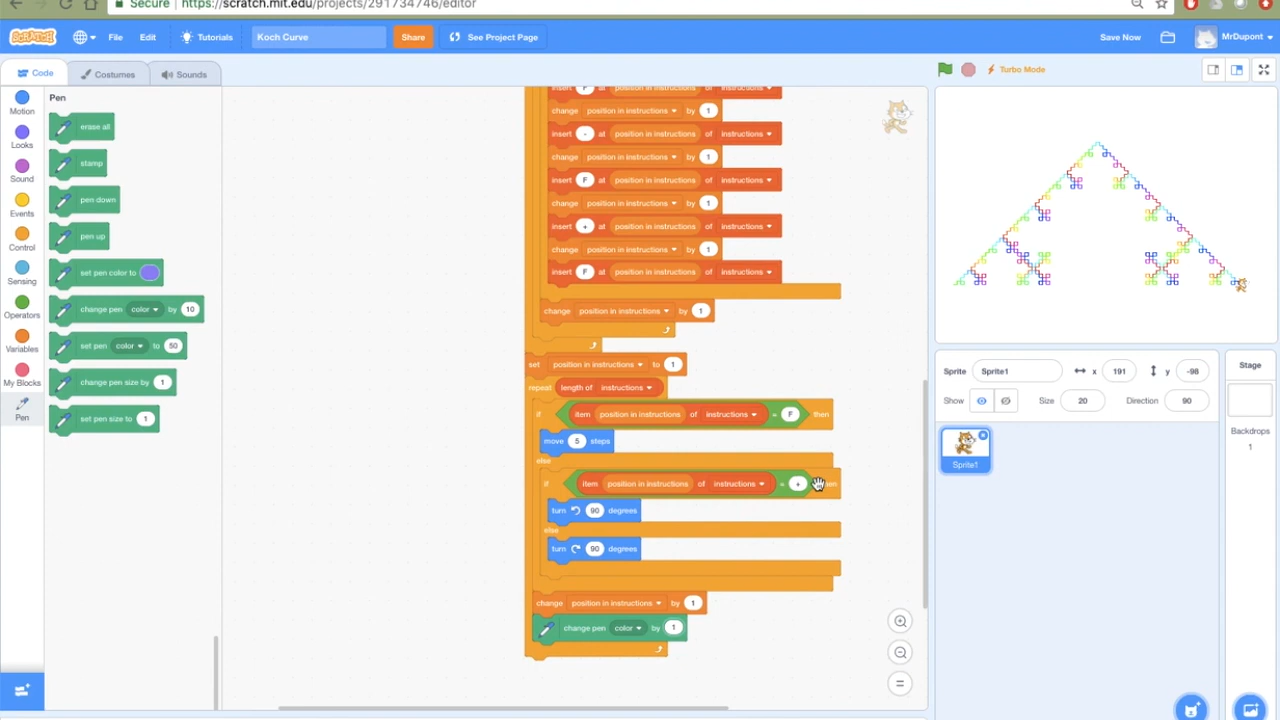 Secure https://scratch.mit.edu/projects/291734746/editor
SCRATCH File Edit Tutorials Koch Curve Share See Project Page Save Now MrDupont
Code Costumes Sounds Turbo Mode
Motion
Looks
Sound
Events
Control
Sensing
Operators
Variables
My Blocks
Pen
Pen
erase all
stamp
pen down
pen up
set pen color to
change pen color by 10
set pen color to 50
change pen size by 1
set pen size to 1
insert F at position in instructions of instructions
change position in instructions by 1
insert - at position in instructions of instructions
change position in instructions by 1
insert F at position in instructions of instructions
change position in instructions by 1
insert + at position in instructions of instructions
change position in instructions by 1
insert F at position in instructions of instructions
change position in instructions by 1
set position in instructions to 1
repeat length of instructions
if item position in instructions of instructions = F then
move 5 steps
else
if item position in instructions of instructions = +
turn 90 degrees
else
turn 90 degrees
change position in instructions by 1
change pen color by 1
Sprite Sprite1 x 191 y -98
Show Size 20 Direction 90
Sprite1
Stage
Backdrops
1